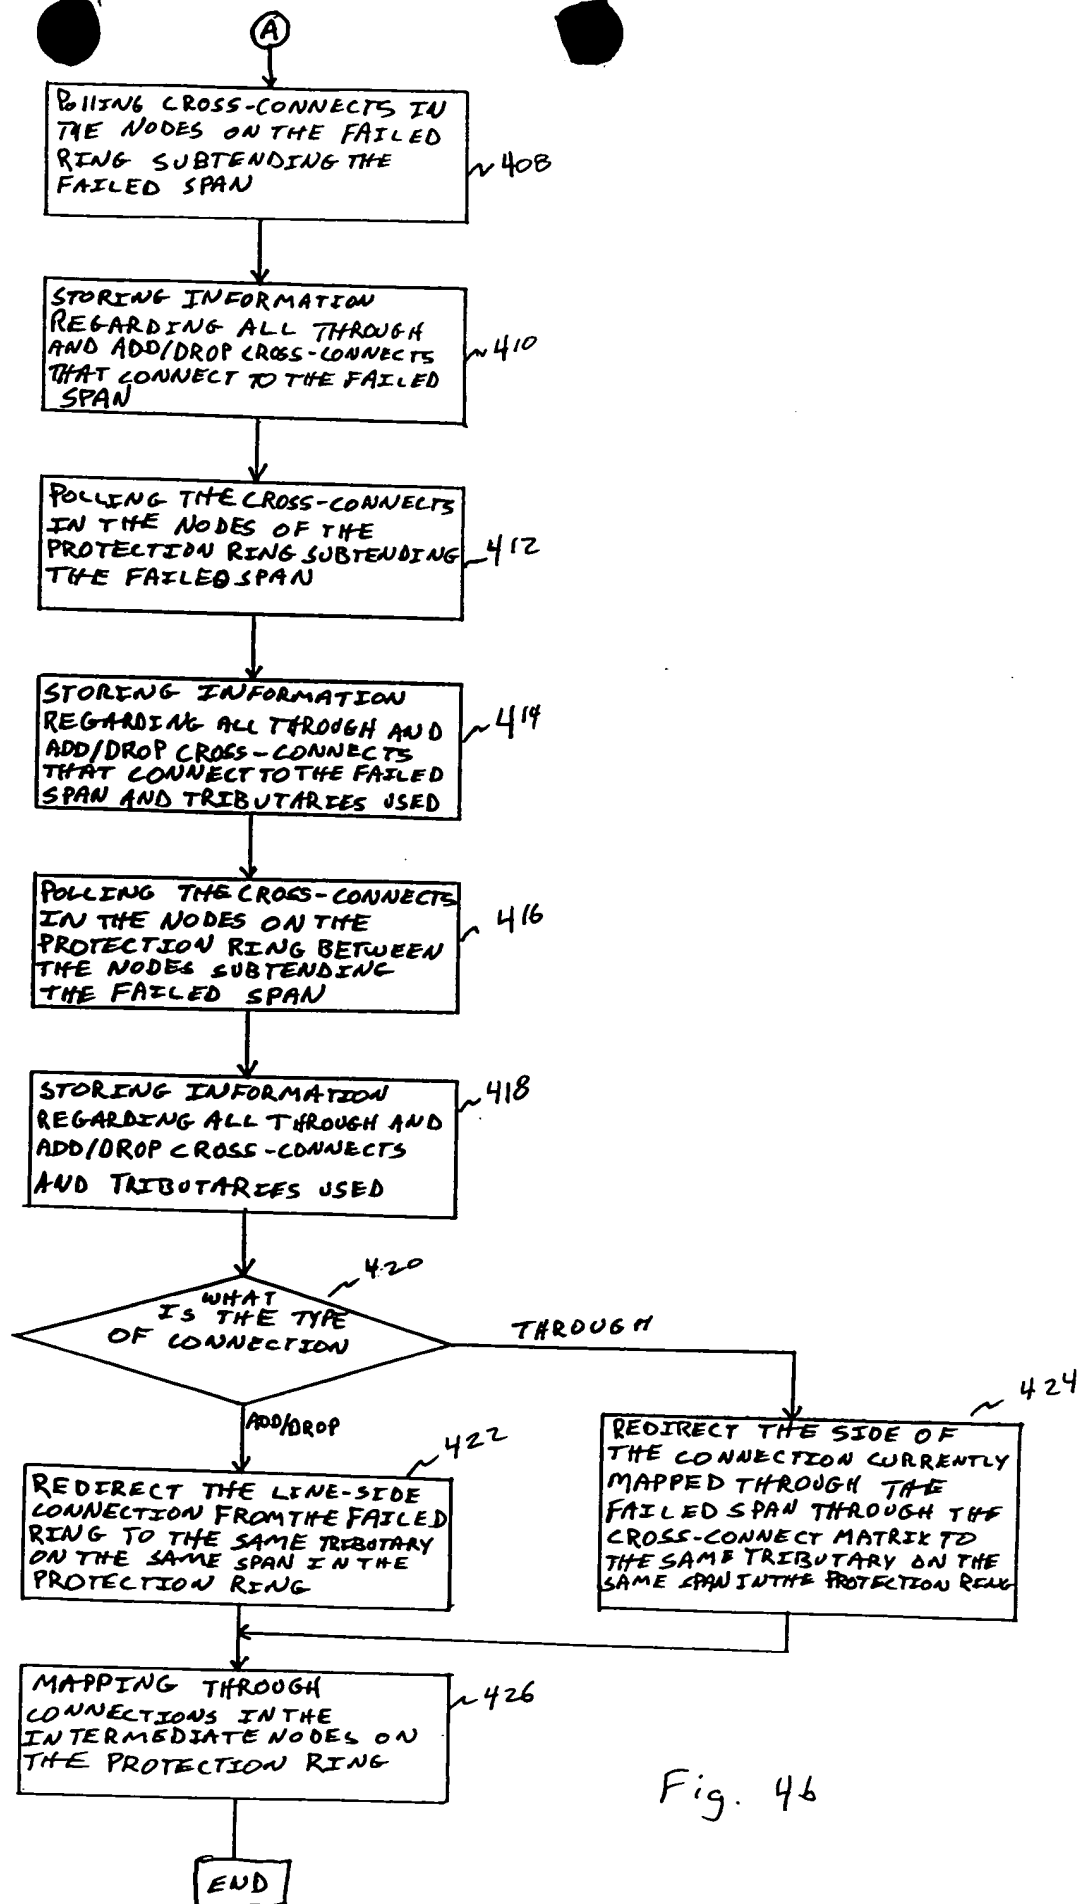 A
POLLING CROSS-CONNECTS IN
THE NODES ON THE FAILED
RING SUBTENDING THE
FAILED SPAN
408
STORING INFORMATION
REGARDING ALL THROUGH
AND ADD/DROP CROSS-CONNECTS
THAT CONNECT TO THE FAILED
SPAN
410
POLLING THE CROSS-CONNECTS
IN THE NODES OF THE
PROTECTION RING SUBTENDING
THE FAILED SPAN
412
STORING INFORMATION
REGARDING ALL THROUGH AND
ADD/DROP CROSS-CONNECTS
THAT CONNECT TO THE FAILED
SPAN AND TRIBUTARIES USED
414
POLLING THE CROSS-CONNECTS
IN THE NODES ON THE
PROTECTION RING BETWEEN
THE NODES SUBTENDING
THE FAILED SPAN
416
STORING INFORMATION
REGARDING ALL THROUGH AND
ADD/DROP CROSS-CONNECTS
AND TRIBUTARIES USED
418
420
WHAT
IS THE TYPE
OF CONNECTION
THROUGH
ADD/DROP
422
REDIRECT THE LINE-SIDE
CONNECTION FROM THE FAILED
RING TO THE SAME TRIBUTARY
ON THE SAME SPAN IN THE
PROTECTION RING
424
REDIRECT THE SIDE OF
THE CONNECTION CURRENTLY
MAPPED THROUGH THE
FAILED SPAN THROUGH THE
CROSS-CONNECT MATRIX TO
THE SAME TRIBUTARY ON THE
SAME SPAN IN THE PROTECTION RING
MAPPING THROUGH
CONNECTIONS IN THE
INTERMEDIATE NODES ON
THE PROTECTION RING
426
Fig. 4b
END